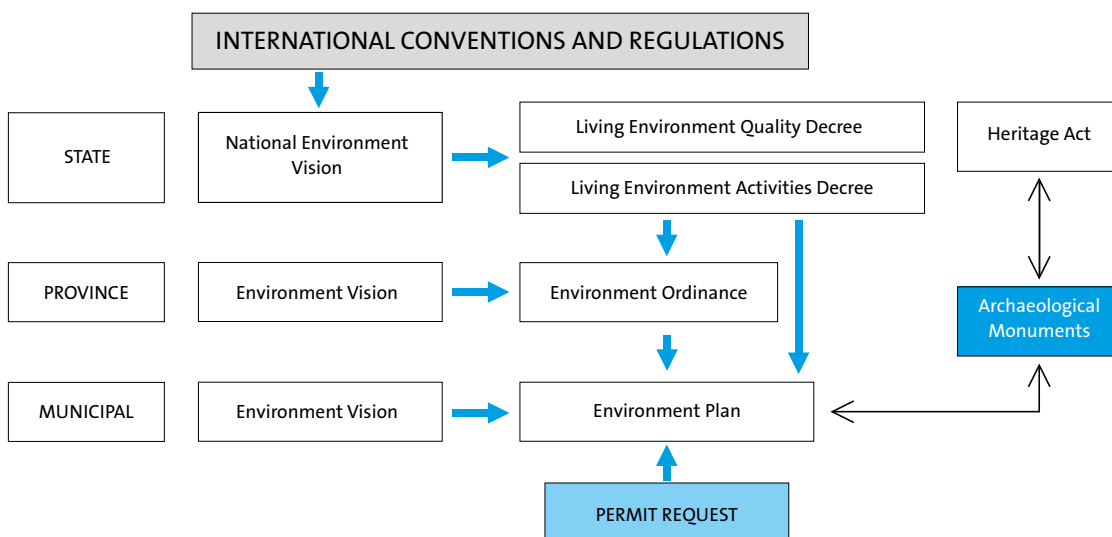 INTERNATIONAL CONVENTIONS AND REGULATIONS
STATE
National Environment
Vision
Living Environment Quality Decree
Living Environment Activities Decree
Heritage Act
PROVINCE
Environment Vision
Environment Ordinance
Archaeological
Monuments
MUNICIPAL
Environment Vision
Environment Plan
PERMIT REQUEST